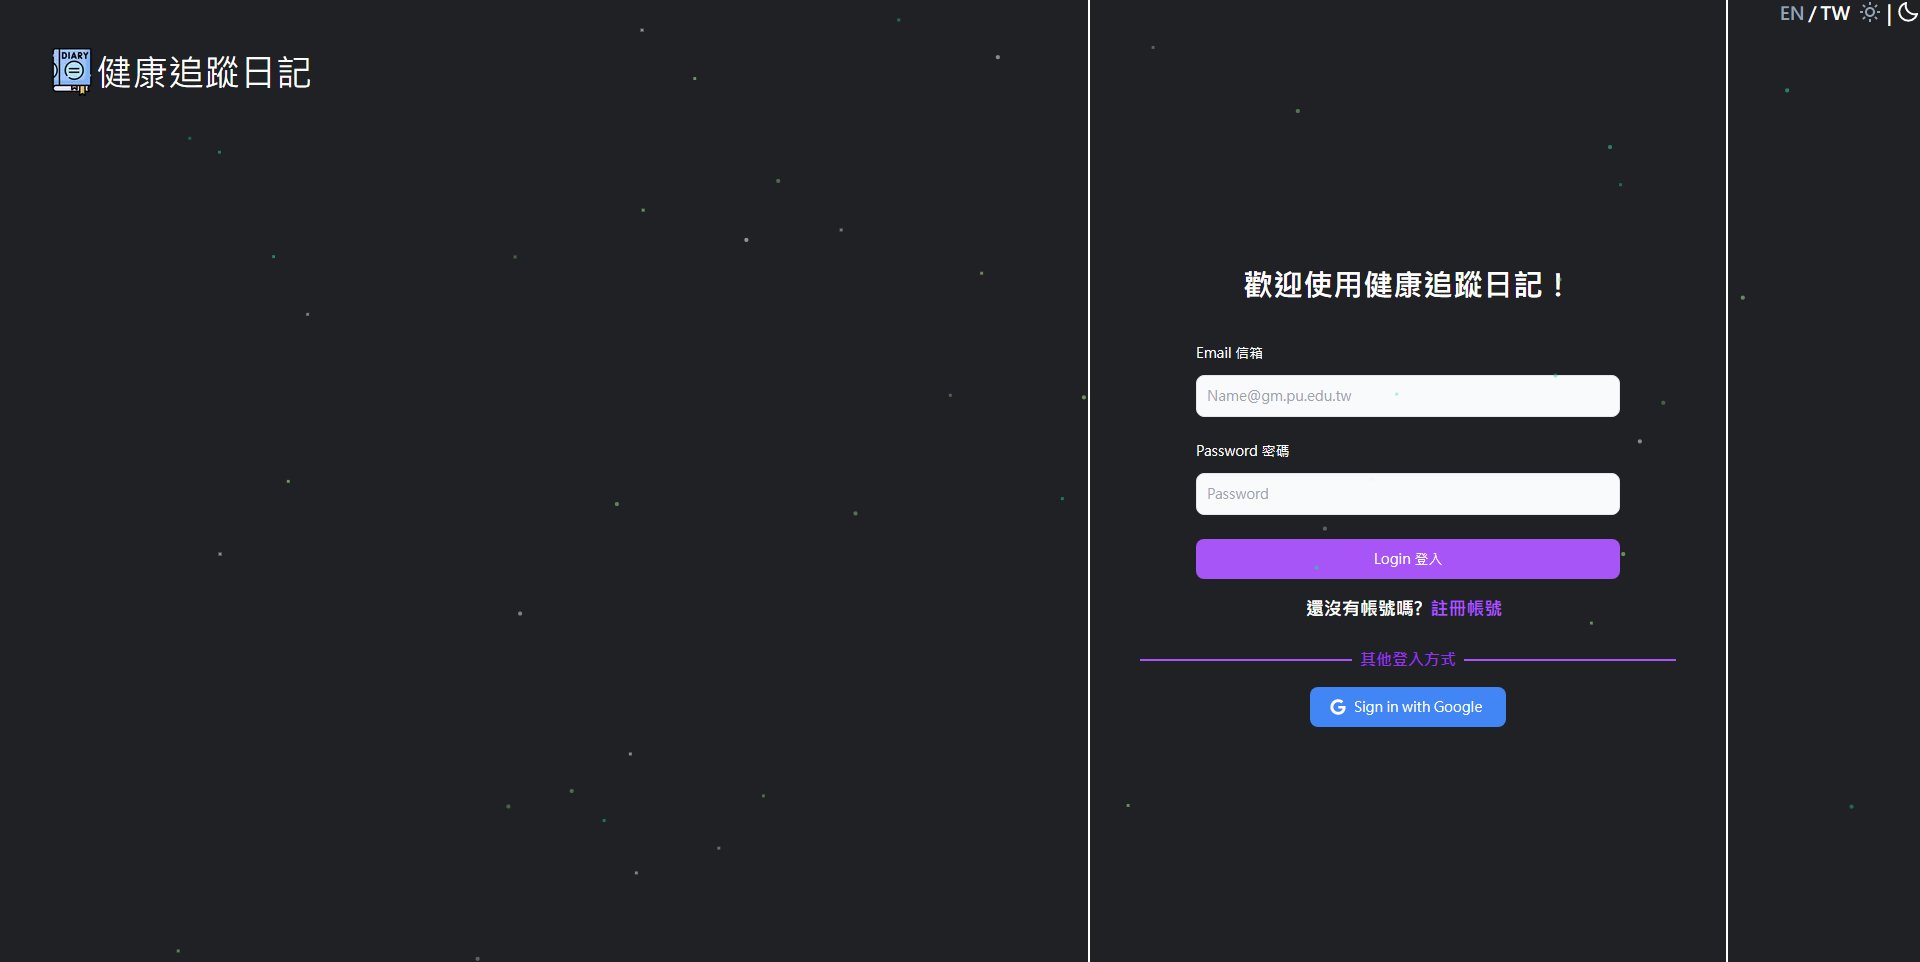 EN / TW |
DIARY
健康追蹤日記
歡迎使用健康追蹤日記！
Email 信箱
Name@gm.pu.edu.tw
Password 密碼
Password
Login 登入
還沒有帳號嗎? 註冊帳號
其他登入方式
G Sign in with Google